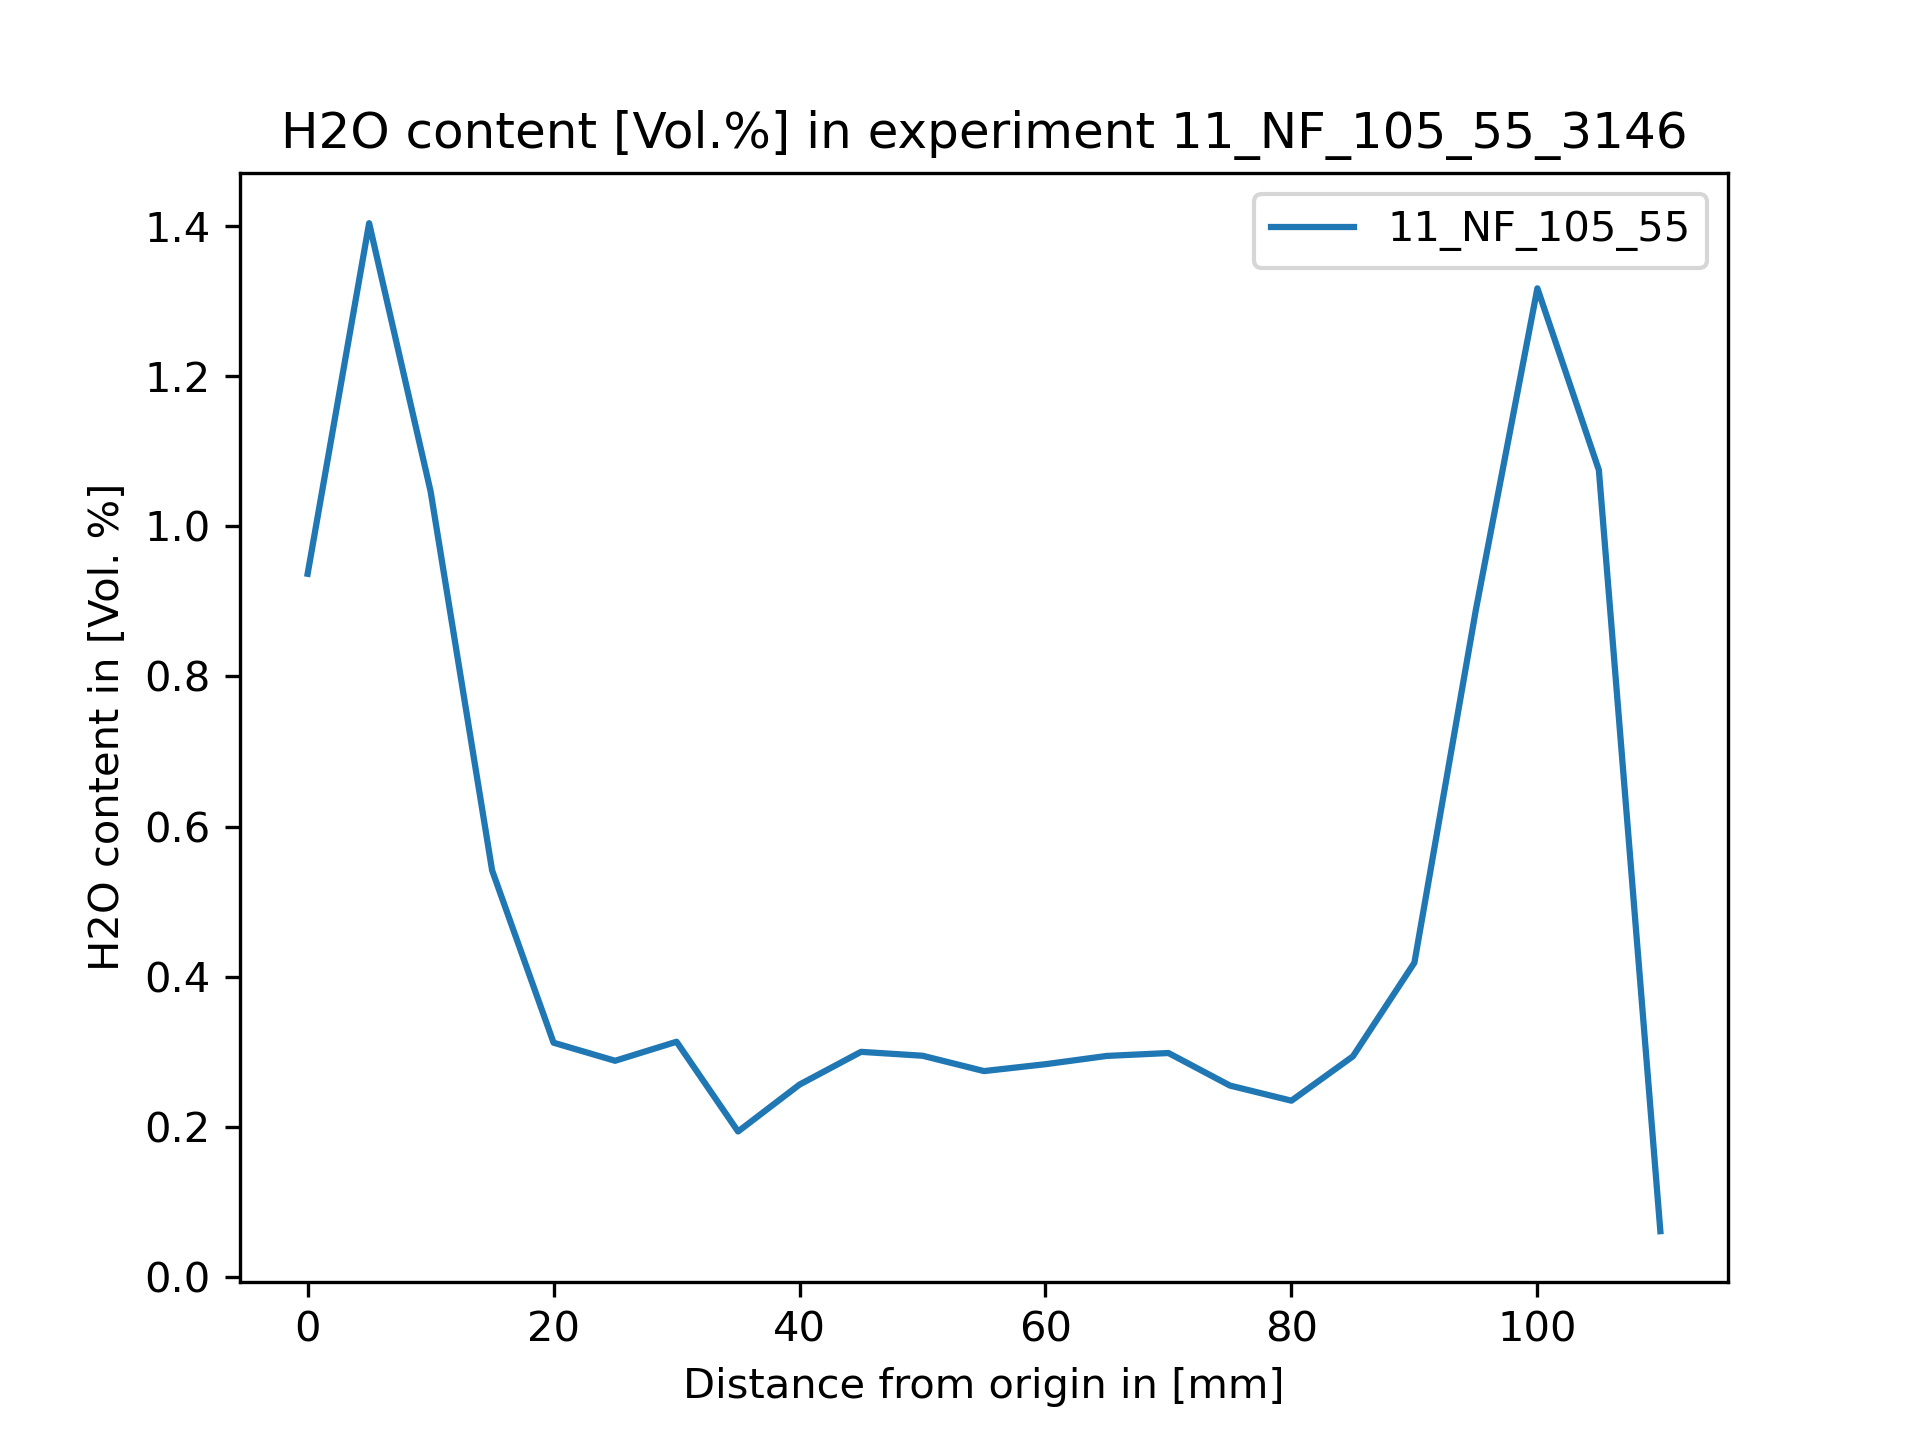 H2O content [Vol.%] in experiment 11_NF_105_55_3146
11_NF_105_55
H2O content in [Vol. %]
1.4
1.2
1.0
0.8
0.6
0.4
0.2
0.0
0 20 40 60 80 100
Distance from origin in [mm]